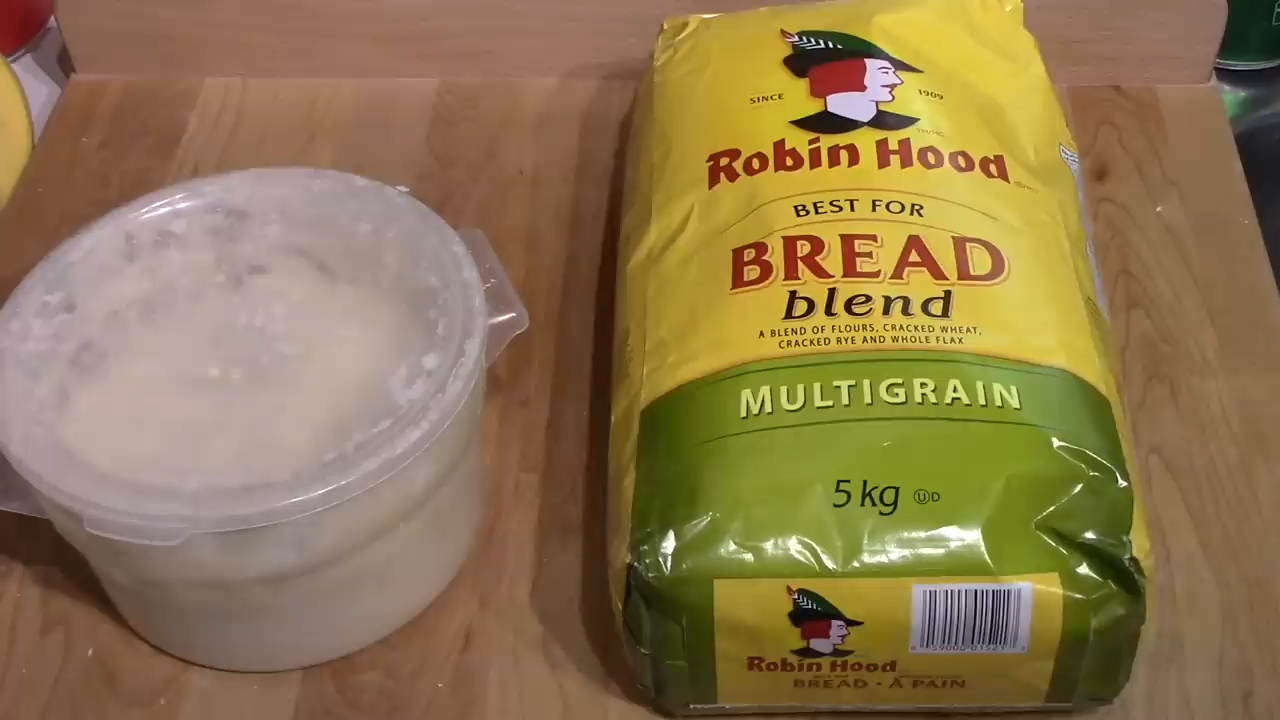 SINCE 1909
Robin Hood
BEST FOR
BREAD
blend
A BLEND OF FLOURS, CRACKED WHEAT,
CRACKED RYE AND WHOLE FLAX
MULTIGRAIN
5 kg U D
Robin Hood
BREAD • À PAIN